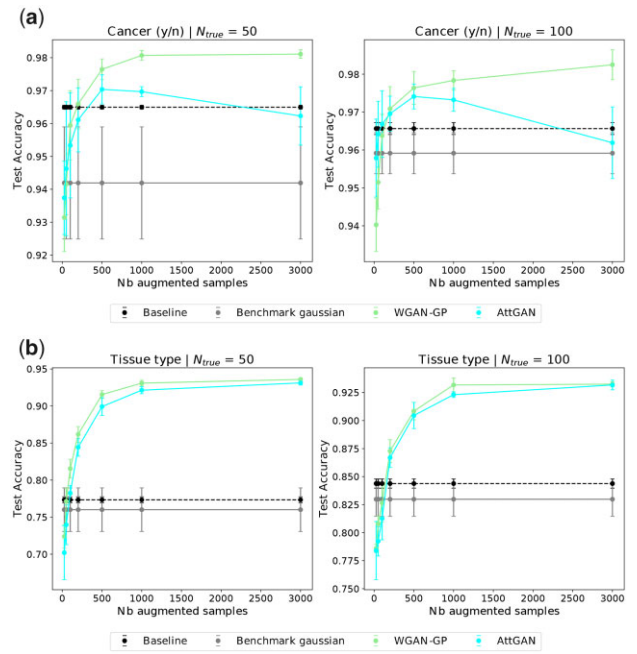 (a)
Cancer (y/n) | N_true = 50
Cancer (y/n) | N_true = 100
Test Accuracy
0.98
0.97
0.96
0.95
0.94
0.93
0.92
0 500 1000 1500 2000 2500 3000
Nb augmented samples
Test Accuracy
0.98
0.97
0.96
0.95
0.94
0 500 1000 1500 2000 2500 3000
Nb augmented samples
Baseline Benchmark gaussian WGAN-GP AttGAN
(b)
Tissue type | N_true = 50
Tissue type | N_true = 100
Test Accuracy
0.95
0.90
0.85
0.80
0.75
0.70
0 500 1000 1500 2000 2500 3000
Nb augmented samples
Test Accuracy
0.925
0.900
0.875
0.850
0.825
0.800
0.775
0.750
0 500 1000 1500 2000 2500 3000
Nb augmented samples
Baseline Benchmark gaussian WGAN-GP AttGAN